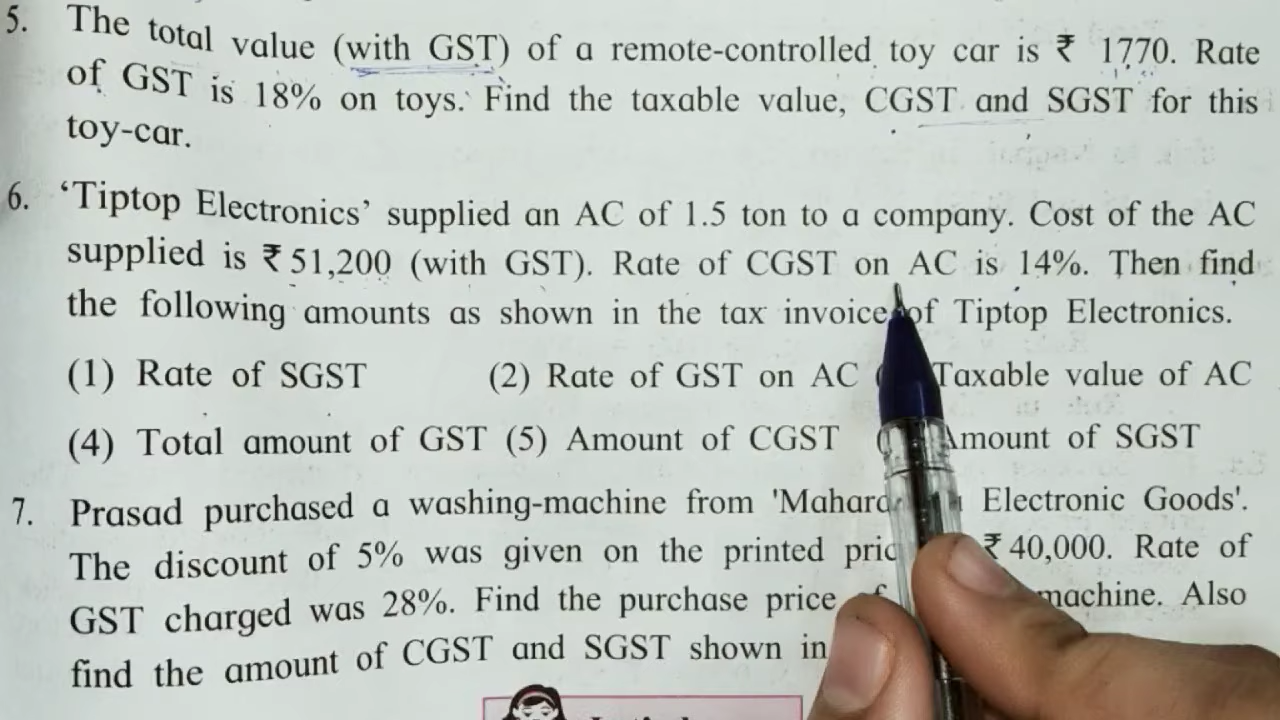 5. The total value (with GST) of a remote-controlled toy car is ₹ 1770. Rate
of GST is 18% on toys. Find the taxable value, CGST and SGST for this
toy-car.
6. ‘Tiptop Electronics’ supplied an AC of 1.5 ton to a company. Cost of the AC
supplied is ₹ 51,200 (with GST). Rate of CGST on AC is 14%. Then find
the following amounts as shown in the tax invoice of Tiptop Electronics.
(1) Rate of SGST (2) Rate of GST on AC Taxable value of AC
(4) Total amount of GST (5) Amount of CGST Amount of SGST
7. Prasad purchased a washing-machine from 'Electronic Goods'.
The discount of 5% was given on the printed ₹ 40,000. Rate of
GST charged was 28%. Find the purchase price machine. Also
find the amount of CGST and SGST shown in